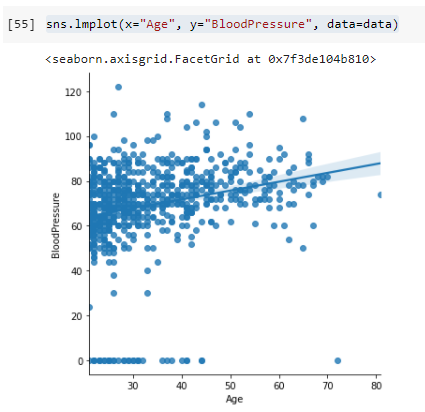 [55] sns.lmplot(x="Age", y="BloodPressure", data=data)
<seaborn.axisgrid.FacetGrid at 0x7f3de104b810>
120
100
80
60
40
20
0
BloodPressure
30 40 50 60 70 80
Age